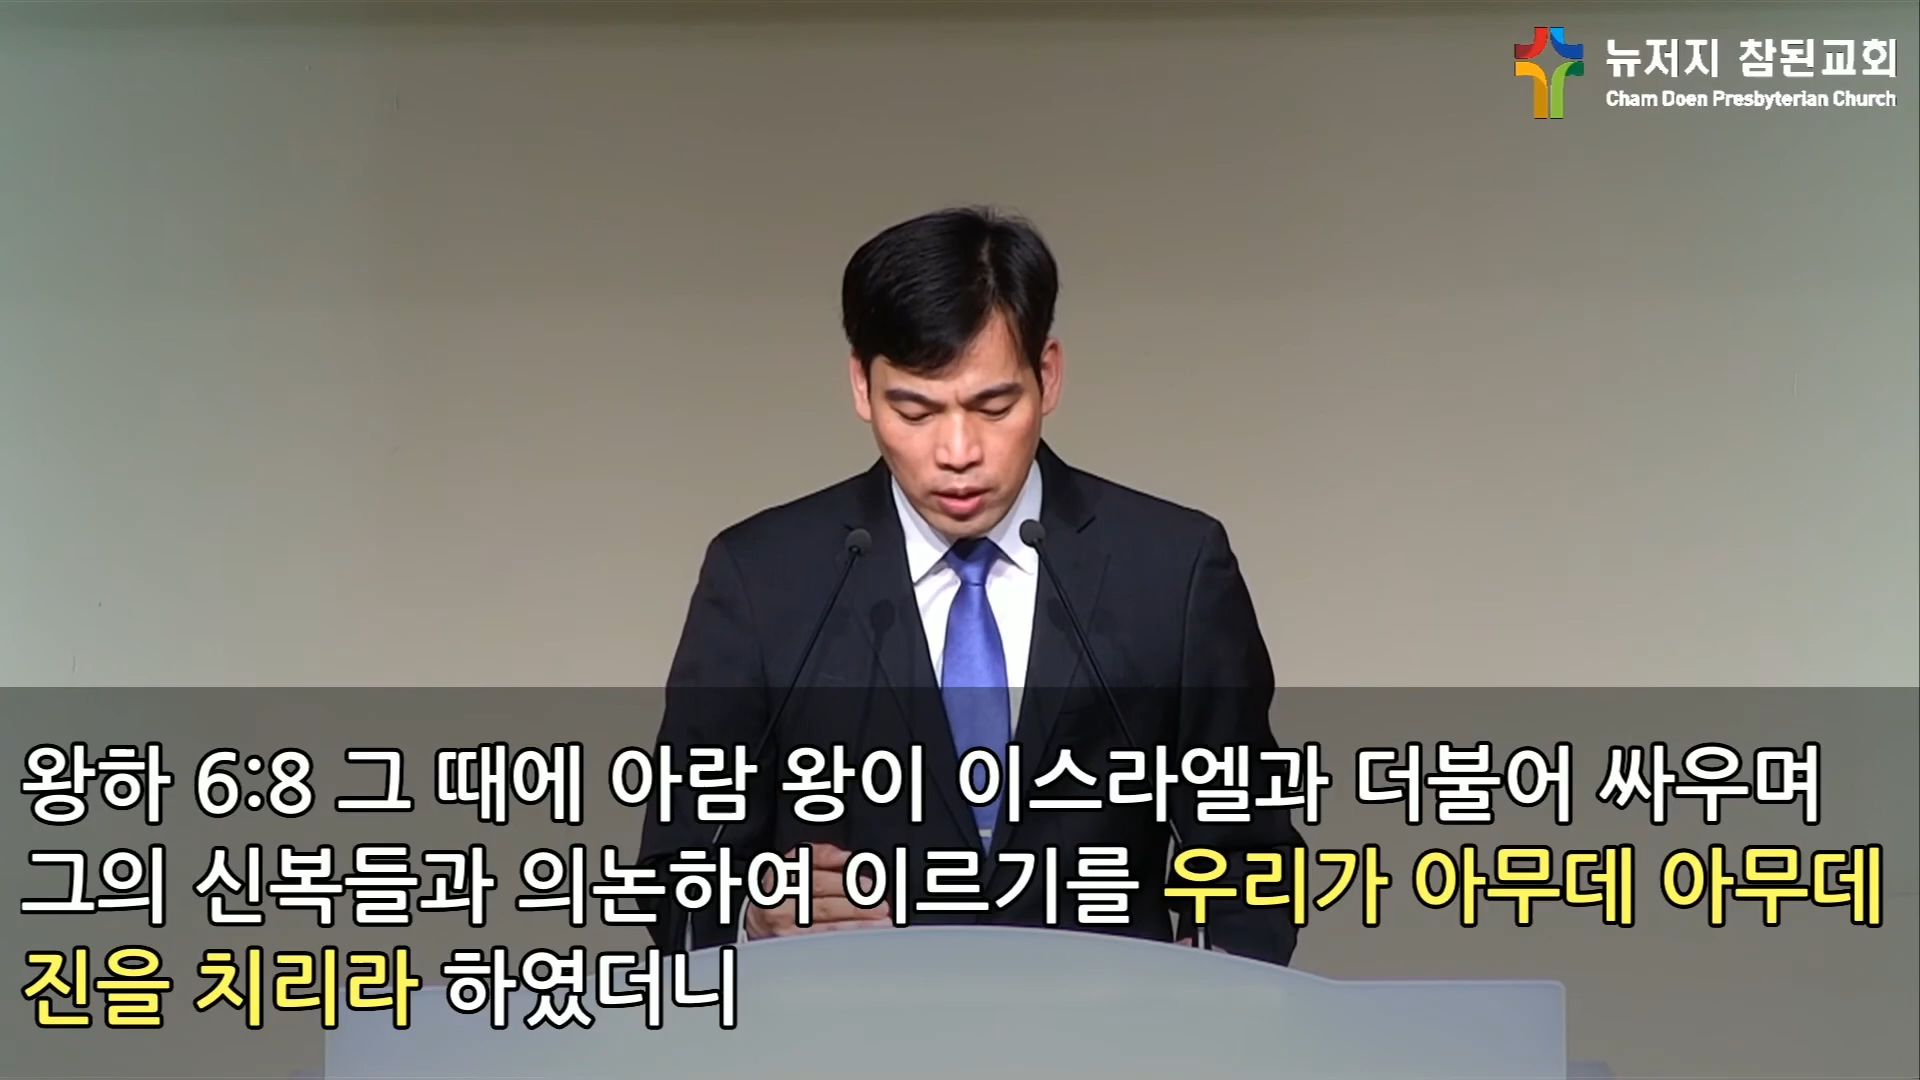 뉴저지 참된교회
Cham Doen Presbyterian Church
왕하 6:8 그 때에 아람 왕이 이스라엘과 더불어 싸우며
그의 신복들과 의논하여 이르기를 우리가 아무데 아무데
진을 치리라 하였더니